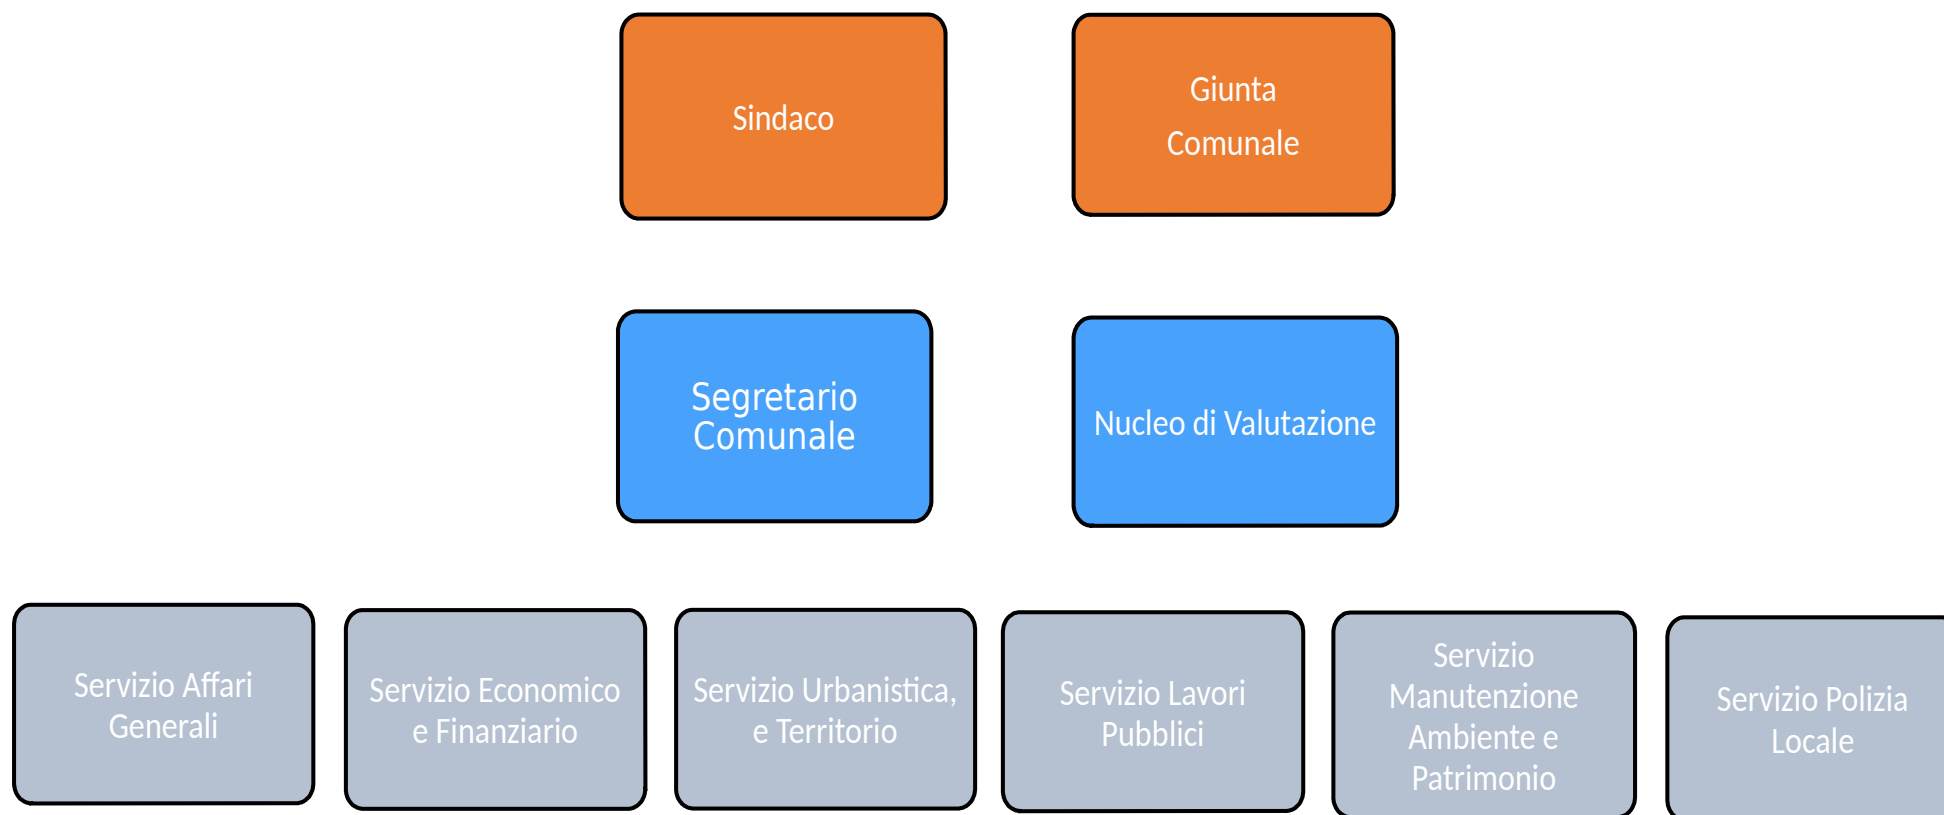 Sindaco
Giunta
Comunale
Segretario
Comunale
Nucleo di Valutazione
Servizio Affari
Generali
Servizio Economico
e Finanziario
Servizio Urbanistica,
e Territorio
Servizio Lavori
Pubblici
Servizio
Manutenzione
Ambiente e
Patrimonio
Servizio Polizia
Locale